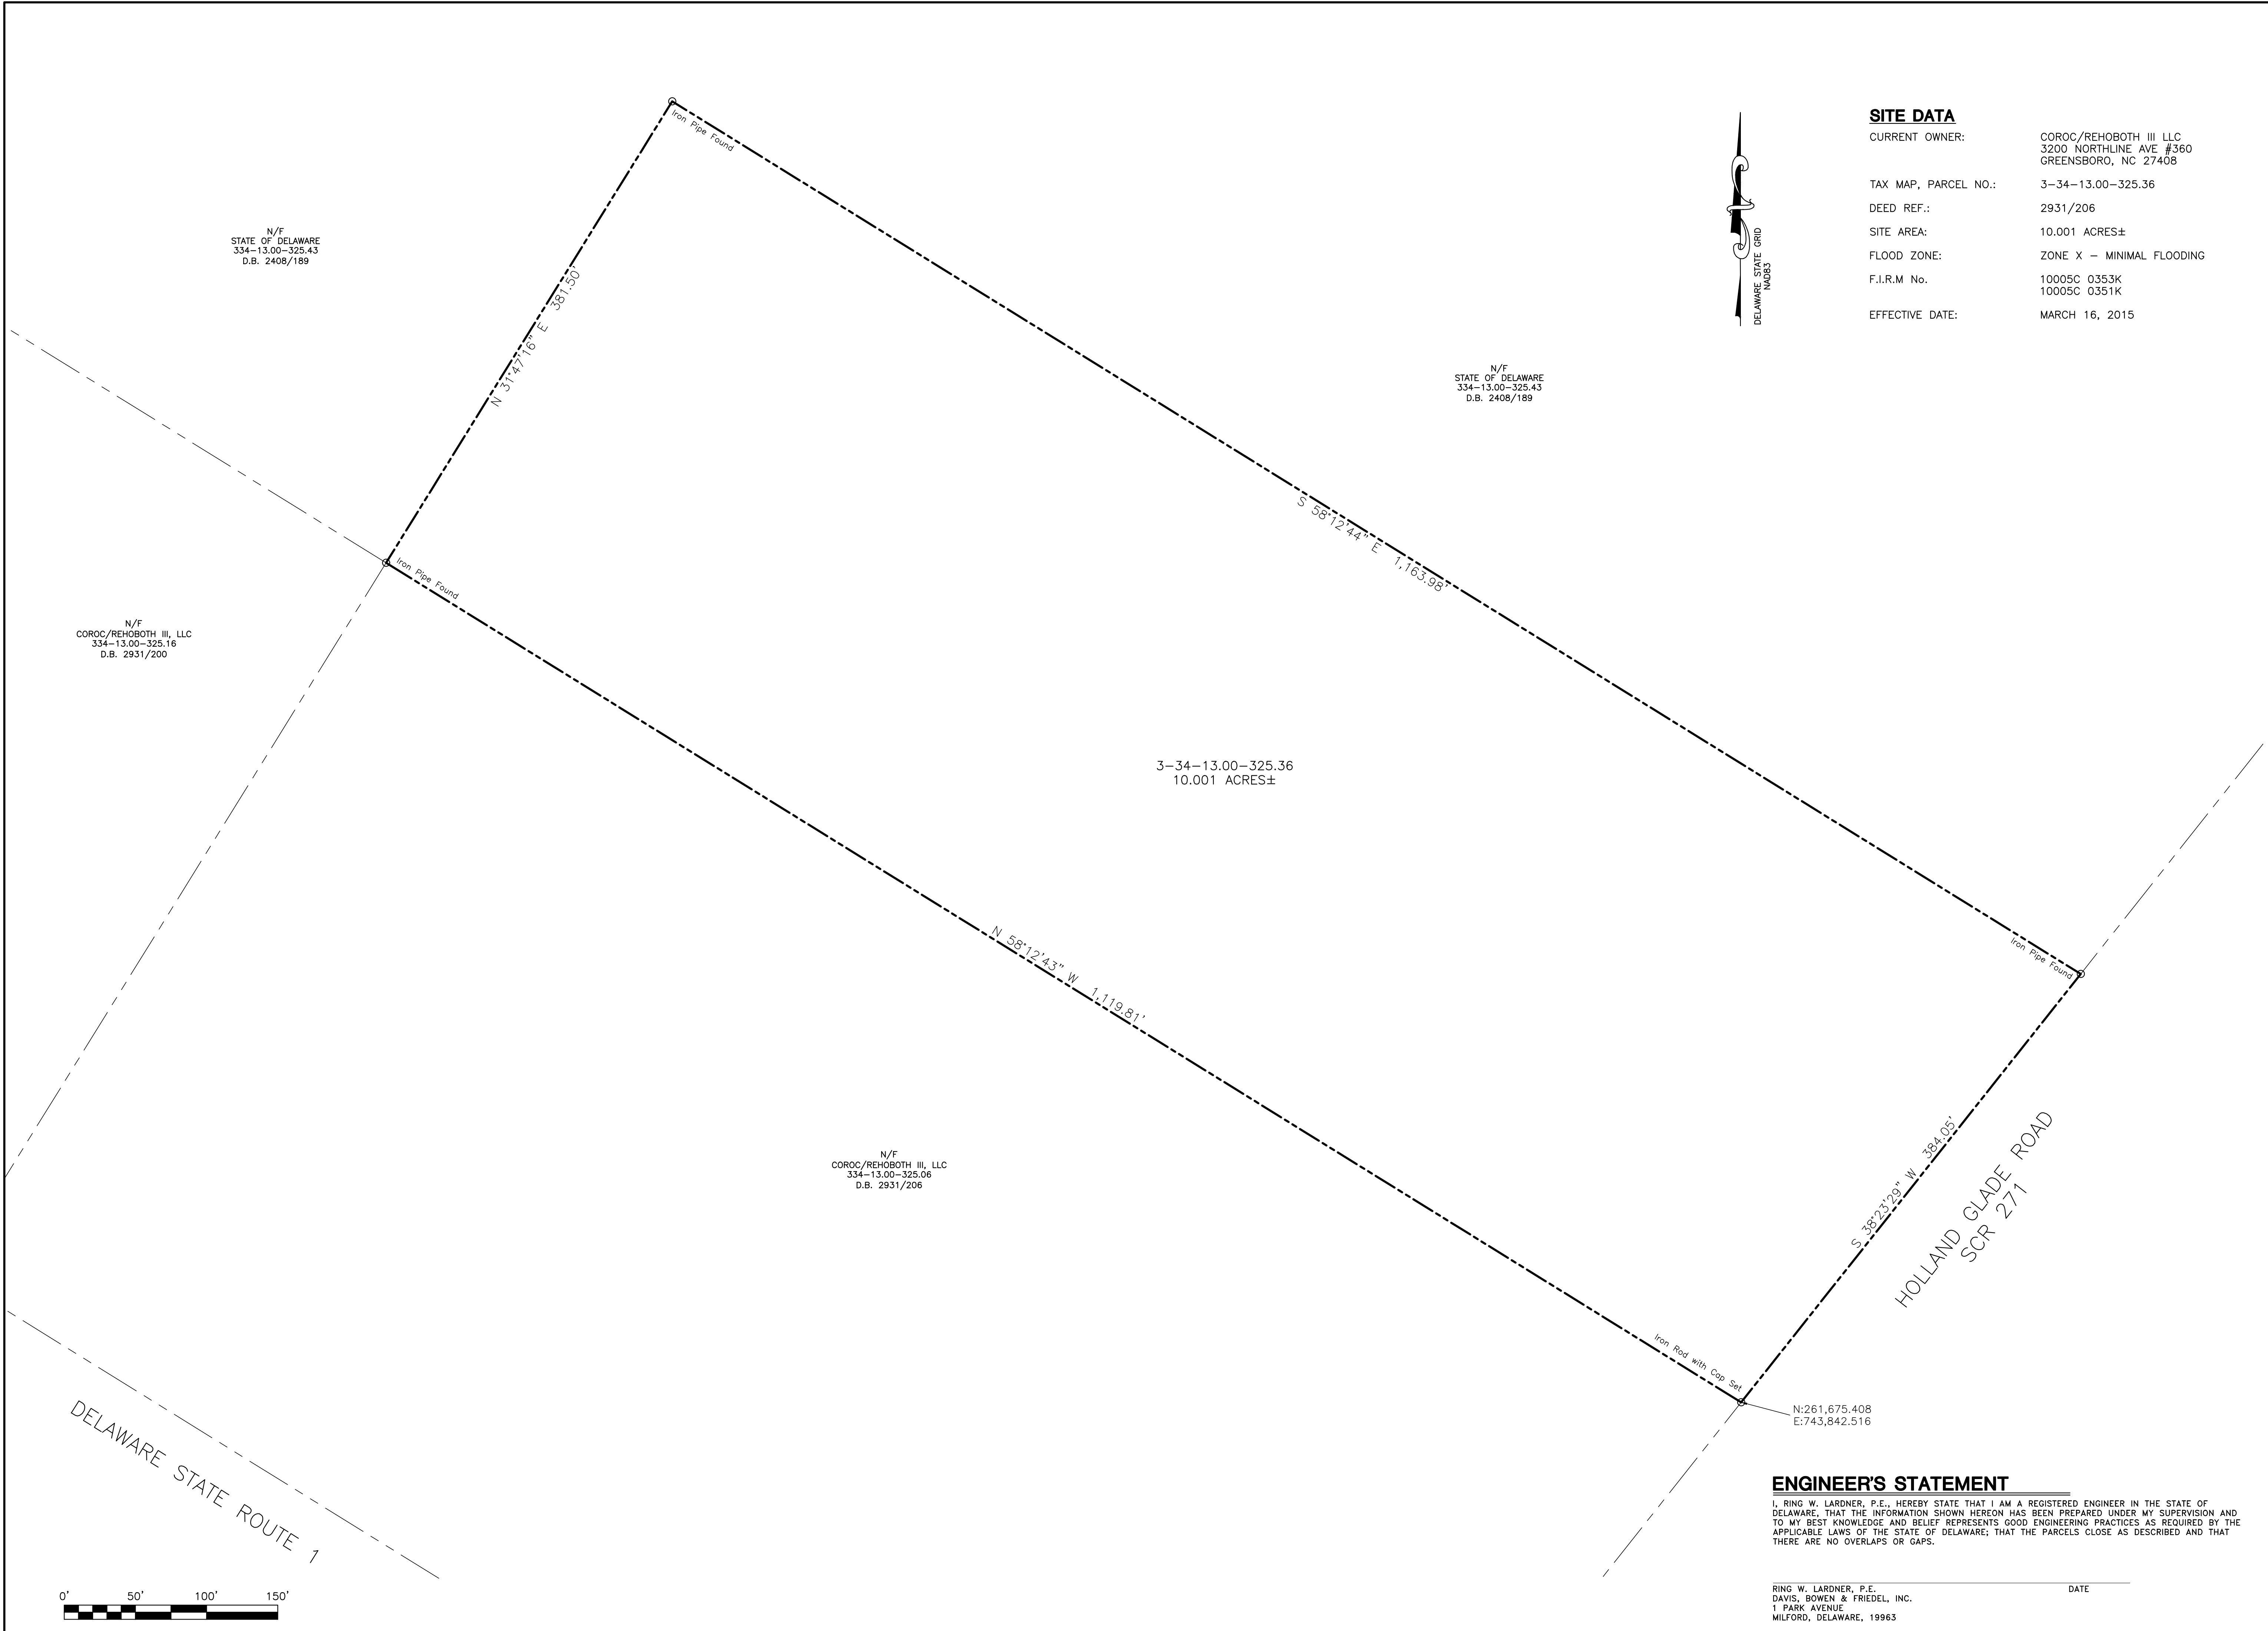 SITE DATA
CURRENT OWNER: COROC/REHOBOTH III LLC
3200 NORTHLINE AVE #360
GREENSBORO, NC 27408
TAX MAP, PARCEL NO.: 3-34-13.00-325.36
DEED REF.: 2931/206
SITE AREA: 10.001 ACRES±
FLOOD ZONE: ZONE X - MINIMAL FLOODING
F.I.R.M No. 10005C 0353K
10005C 0351K
EFFECTIVE DATE: MARCH 16, 2015
DELAWARE STATE GRID
NAD83
Iron Pipe Found
N/F
STATE OF DELAWARE
334-13.00-325.43
D.B. 2408/189
N 31°47'16" E 381.50'
N/F
STATE OF DELAWARE
334-13.00-325.43
D.B. 2408/189
S 58°12'44" E 1,163.98'
Iron Pipe Found
N/F
COROC/REHOBOTH III, LLC
334-13.00-325.16
D.B. 2931/200
3-34-13.00-325.36
10.001 ACRES±
N 58°12'43" W 1,119.81'
Iron Pipe Found
N/F
COROC/REHOBOTH III, LLC
334-13.00-325.06
D.B. 2931/206
S 38°23'29" W 384.05'
HOLLAND GLADE ROAD
SCR 271
Iron Rod with Cap Set
N:261,675.408
E:743,842.516
DELAWARE STATE ROUTE 1
0' 50' 100' 150'
ENGINEER'S STATEMENT
I, RING W. LARDNER, P.E., HEREBY STATE THAT I AM A REGISTERED ENGINEER IN THE STATE OF
DELAWARE, THAT THE INFORMATION SHOWN HEREON HAS BEEN PREPARED UNDER MY SUPERVISION AND
TO MY BEST KNOWLEDGE AND BELIEF REPRESENTS GOOD ENGINEERING PRACTICES AS REQUIRED BY THE
APPLICABLE LAWS OF THE STATE OF DELAWARE; THAT THE PARCELS CLOSE AS DESCRIBED AND THAT
THERE ARE NO OVERLAPS OR GAPS.
RING W. LARDNER, P.E. DATE
DAVIS, BOWEN & FRIEDEL, INC.
1 PARK AVENUE
MILFORD, DELAWARE, 19963